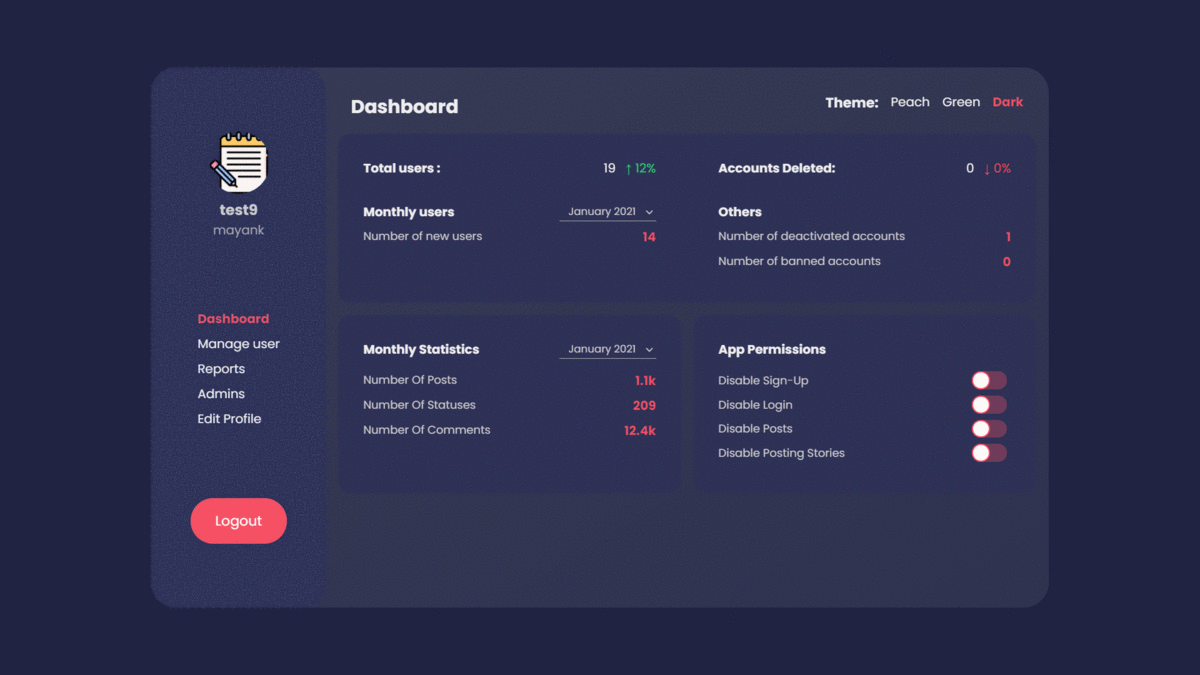 Dashboard
Theme: Peach Green Dark
test9
mayank
Dashboard
Manage user
Reports
Admins
Edit Profile
Logout
Total users : 19 ↑ 12%
Monthly users January 2021
Number of new users 14
Accounts Deleted: 0 ↓ 0%
Others
Number of deactivated accounts 1
Number of banned accounts 0
Monthly Statistics January 2021
Number Of Posts 1.1k
Number Of Statuses 209
Number Of Comments 12.4k
App Permissions
Disable Sign-Up
Disable Login
Disable Posts
Disable Posting Stories